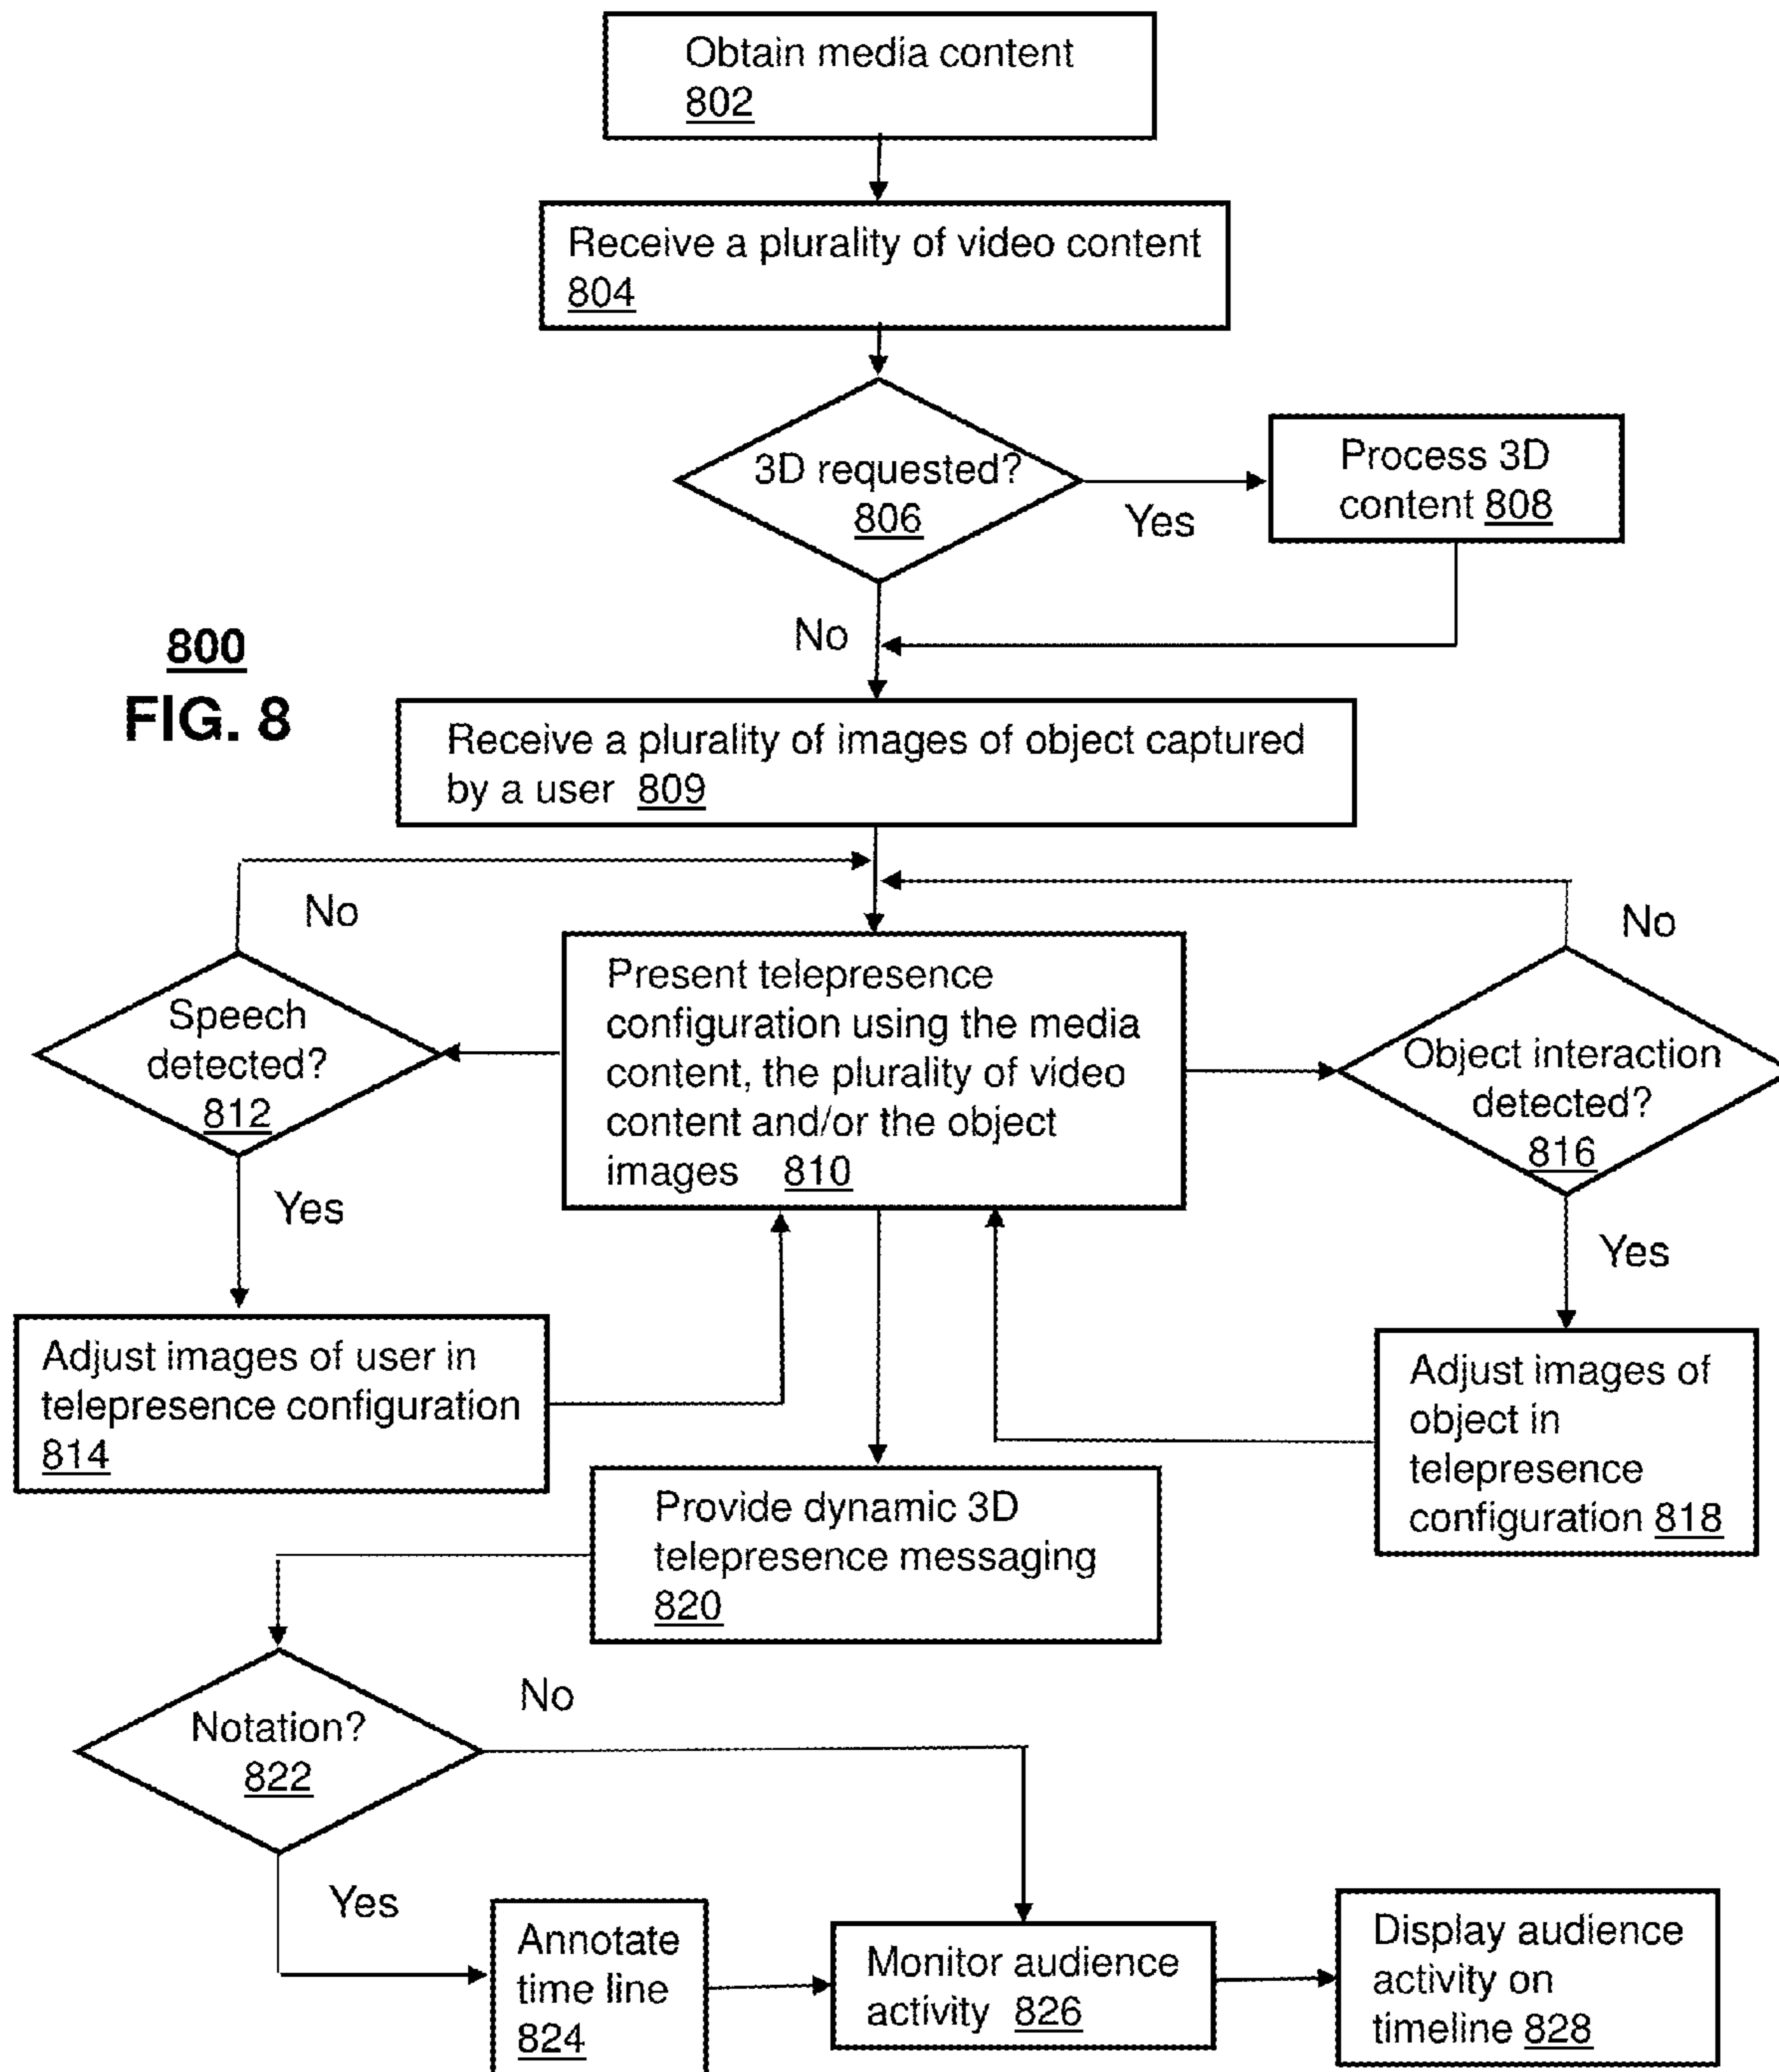 Obtain media content
802
Receive a plurality of video content
804
3D requested?
806
Yes
Process 3D
content 808
No
800
FIG. 8
Receive a plurality of images of object captured
by a user 809
No
No
Speech
detected?
812
Present telepresence
configuration using the media
content, the plurality of video
content and/or the object
images 810
Object interaction
detected?
816
Yes
Yes
Adjust images of user in
telepresence configuration
814
Adjust images of
object in
telepresence
configuration 818
Provide dynamic 3D
telepresence messaging
820
Notation?
822
No
Yes
Annotate
time line
824
Monitor audience
activity 826
Display audience
activity on
timeline 828